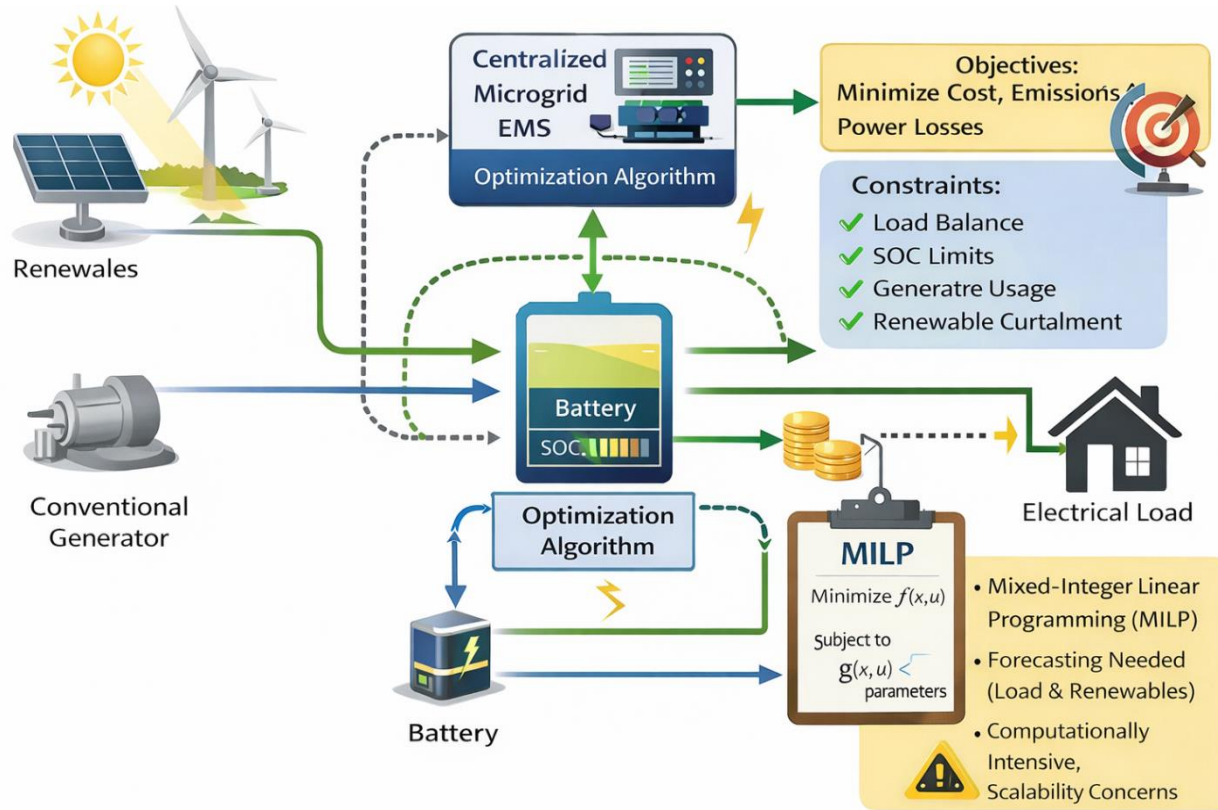 Centralized
Microgrid
EMS
Optimization Algorithm
Objectives:
Minimize Cost, Emissions
Power Losses
Constraints:
✓ Load Balance
✓ SOC Limits
✓ Generatre Usage
✓ Renewable Curtalment
Renewales
Conventional
Generator
Battery
SOC.
Electrical Load
Optimization
Algorithm
Battery
MILP
Minimize f(x,u)
Subject to
g(x, u) <
parameters
• Mixed-Integer Linear
Programming (MILP)
• Forecasting Needed
(Load & Renewables)
• Computationally
Intensive,
Scalability Concerns